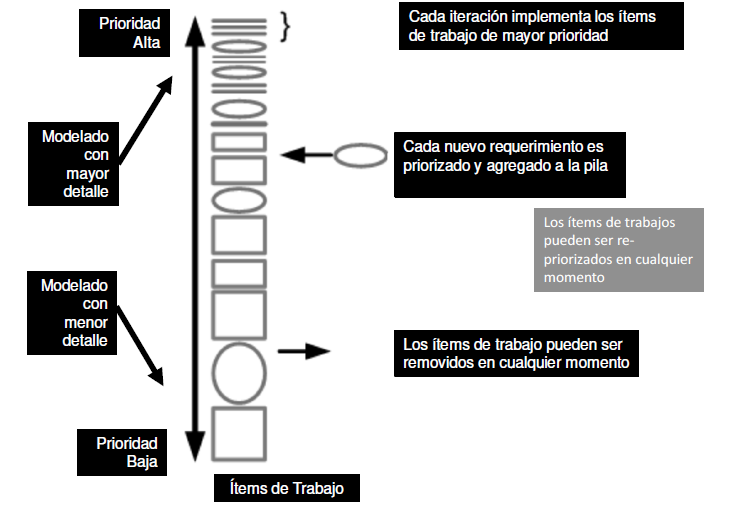 Prioridad
Alta
Cada iteración implementa los ítems
de trabajo de mayor prioridad
Modelado
con
mayor
detalle
Cada nuevo requerimiento es
priorizado y agregado a la pila
Los ítems de trabajos
pueden ser re-
priorizados en cualquier
momento
Modelado
con
menor
detalle
Los ítems de trabajo pueden ser
removidos en cualquier momento
Prioridad
Baja
Ítems de Trabajo